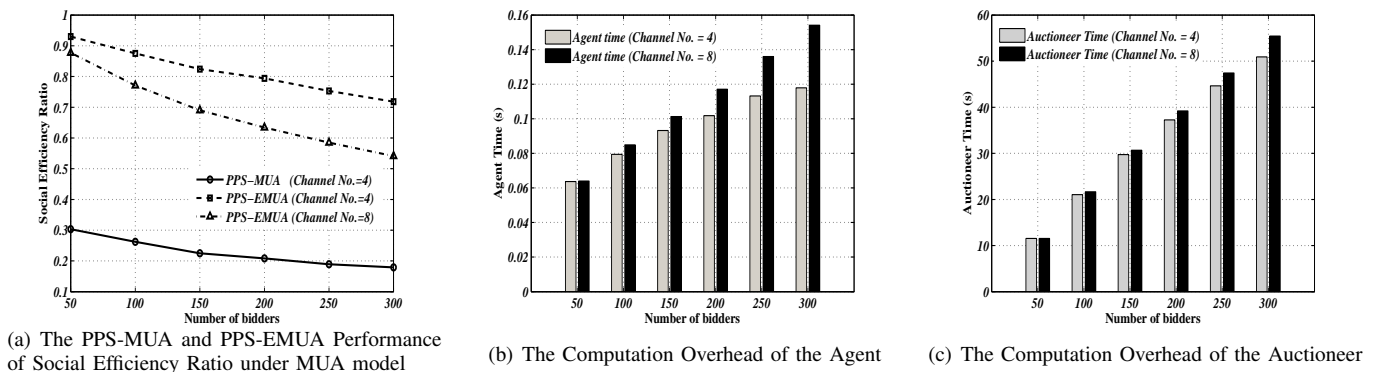 1
0.9
0.8
0.7
0.6
0.5
0.4
0.3
0.2
0.1
Social Efficiency Ratio
PPS-MUA (Channel No.=4)
PPS-EMUA (Channel No.=4)
PPS-EMUA (Channel No.=8)
50 100 150 200 250 300
Number of bidders
(a) The PPS-MUA and PPS-EMUA Performance
of Social Efficiency Ratio under MUA model
0.16
0.14
0.12
0.1
0.08
0.06
0.04
0.02
0
Agent Time (s)
Agent time (Channel No. = 4)
Agent time (Channel No. = 8)
50 100 150 200 250 300
Number of bidders
(b) The Computation Overhead of the Agent
60
50
40
30
20
10
0
Auctioneer Time (s)
Auctioneer Time (Channel No. = 4)
Auctioneer Time (Channel No. = 8)
50 100 150 200 250 300
Number of bidders
(c) The Computation Overhead of the Auctioneer